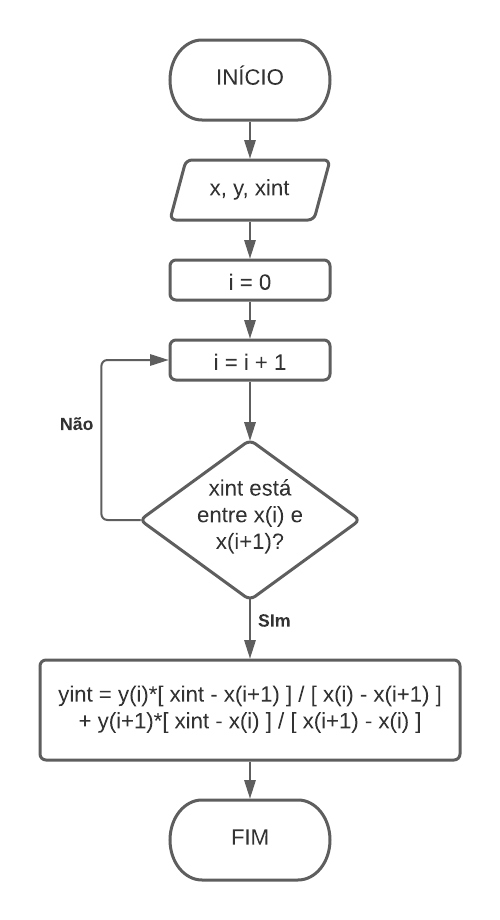 INÍCIO
x, y, xint
i = 0
i = i + 1
Não
xint está
entre x(i) e
x(i+1)?
SIm
yint = y(i)*[ xint - x(i+1) ] / [ x(i) - x(i+1) ]
+ y(i+1)*[ xint - x(i) ] / [ x(i+1) - x(i) ]
FIM